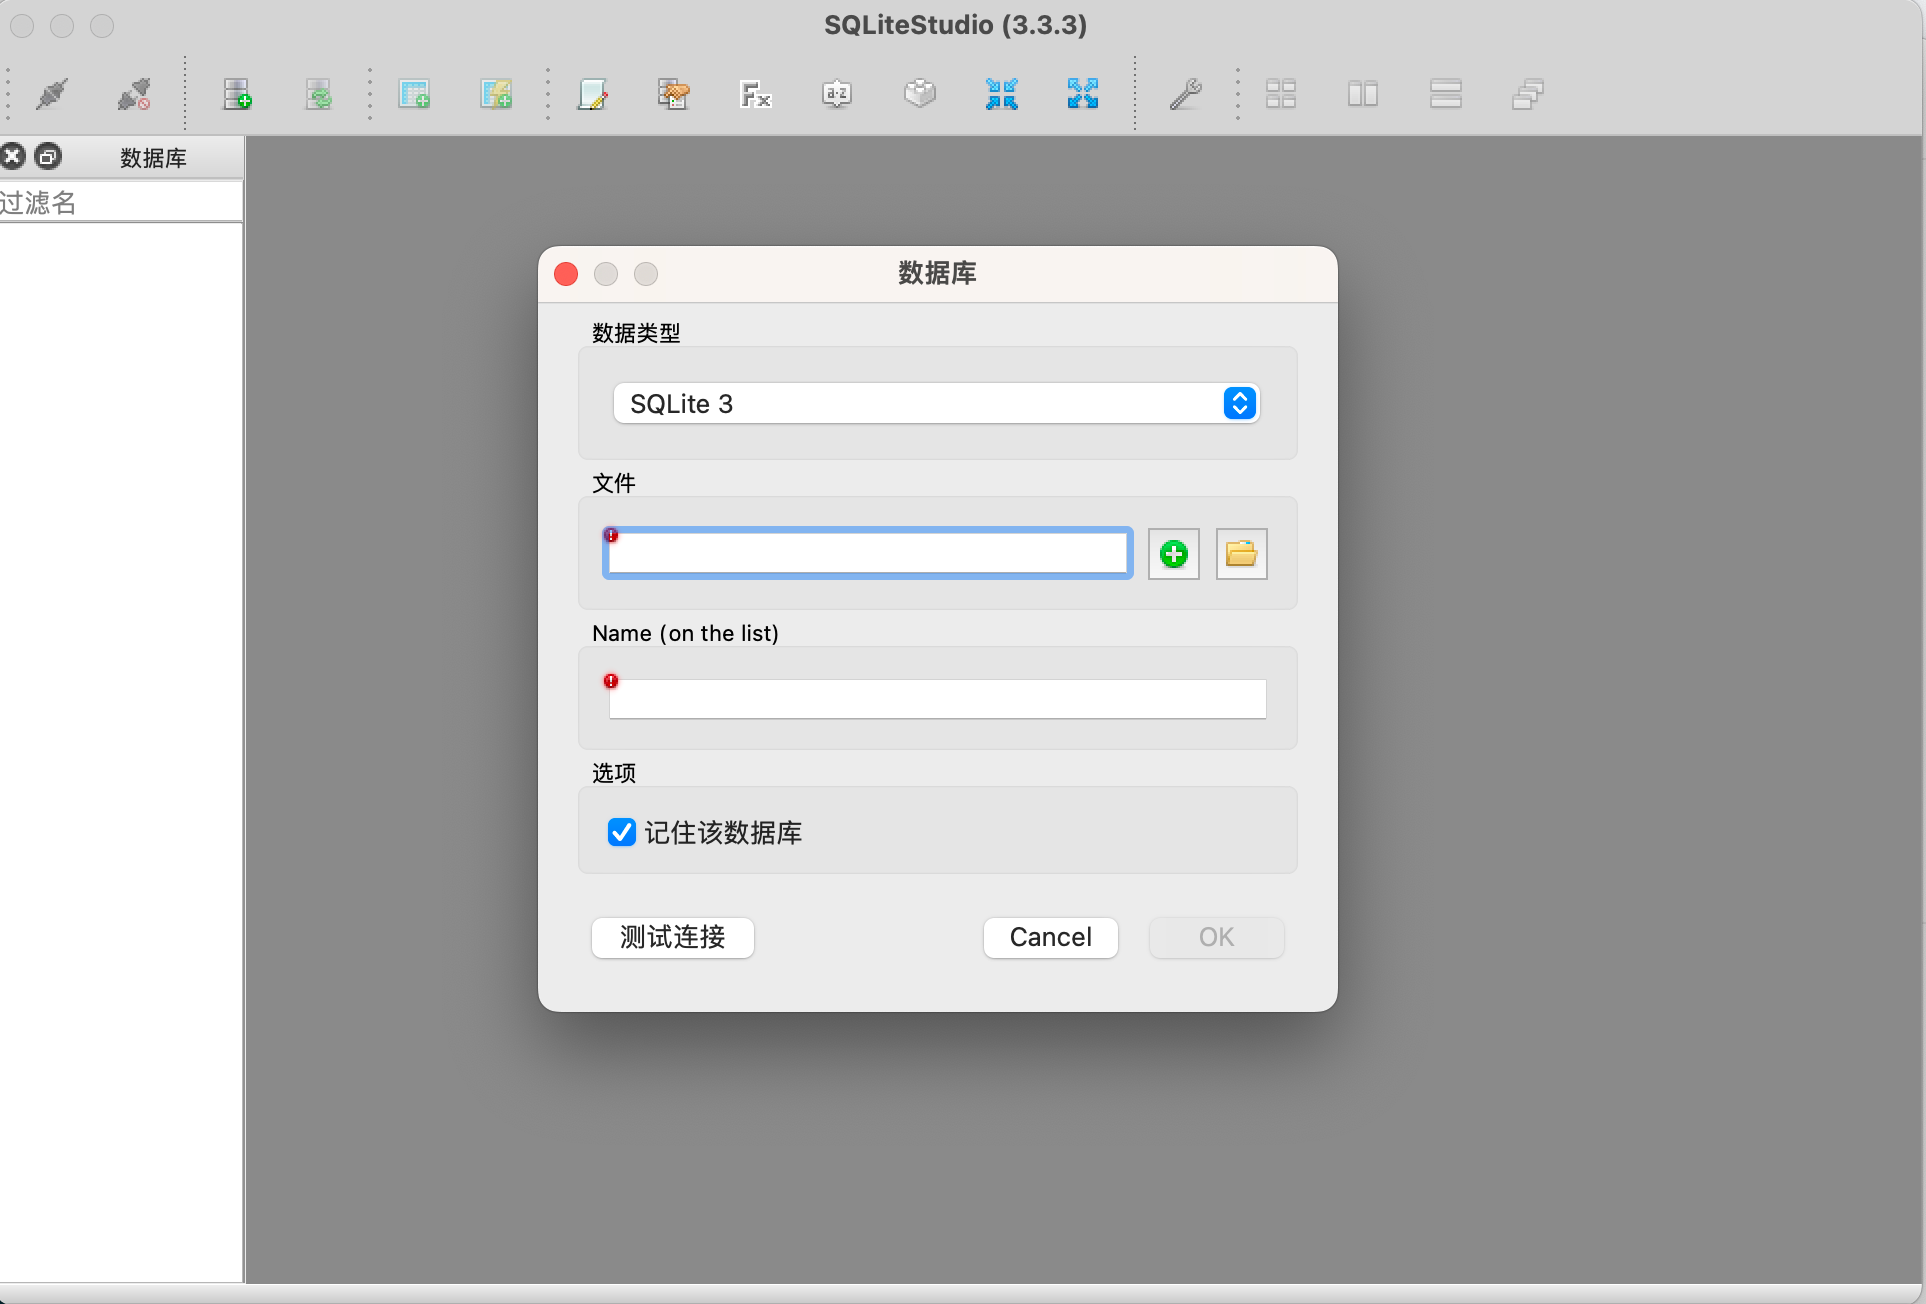 SQLiteStudio (3.3.3)
Fx
a-z
数据库
过滤名
数据库
数据类型
SQLite 3
文件
Name (on the list)
选项
记住该数据库
测试连接
Cancel
OK